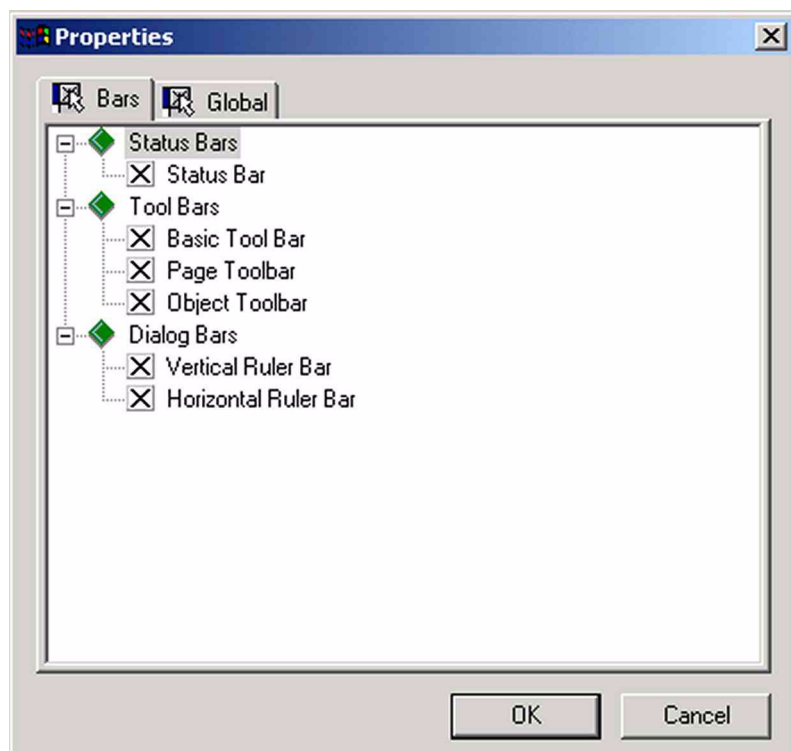 Properties
Bars
Global
Status Bars
Status Bar
Tool Bars
Basic Tool Bar
Page Toolbar
Object Toolbar
Dialog Bars
Vertical Ruler Bar
Horizontal Ruler Bar
OK
Cancel